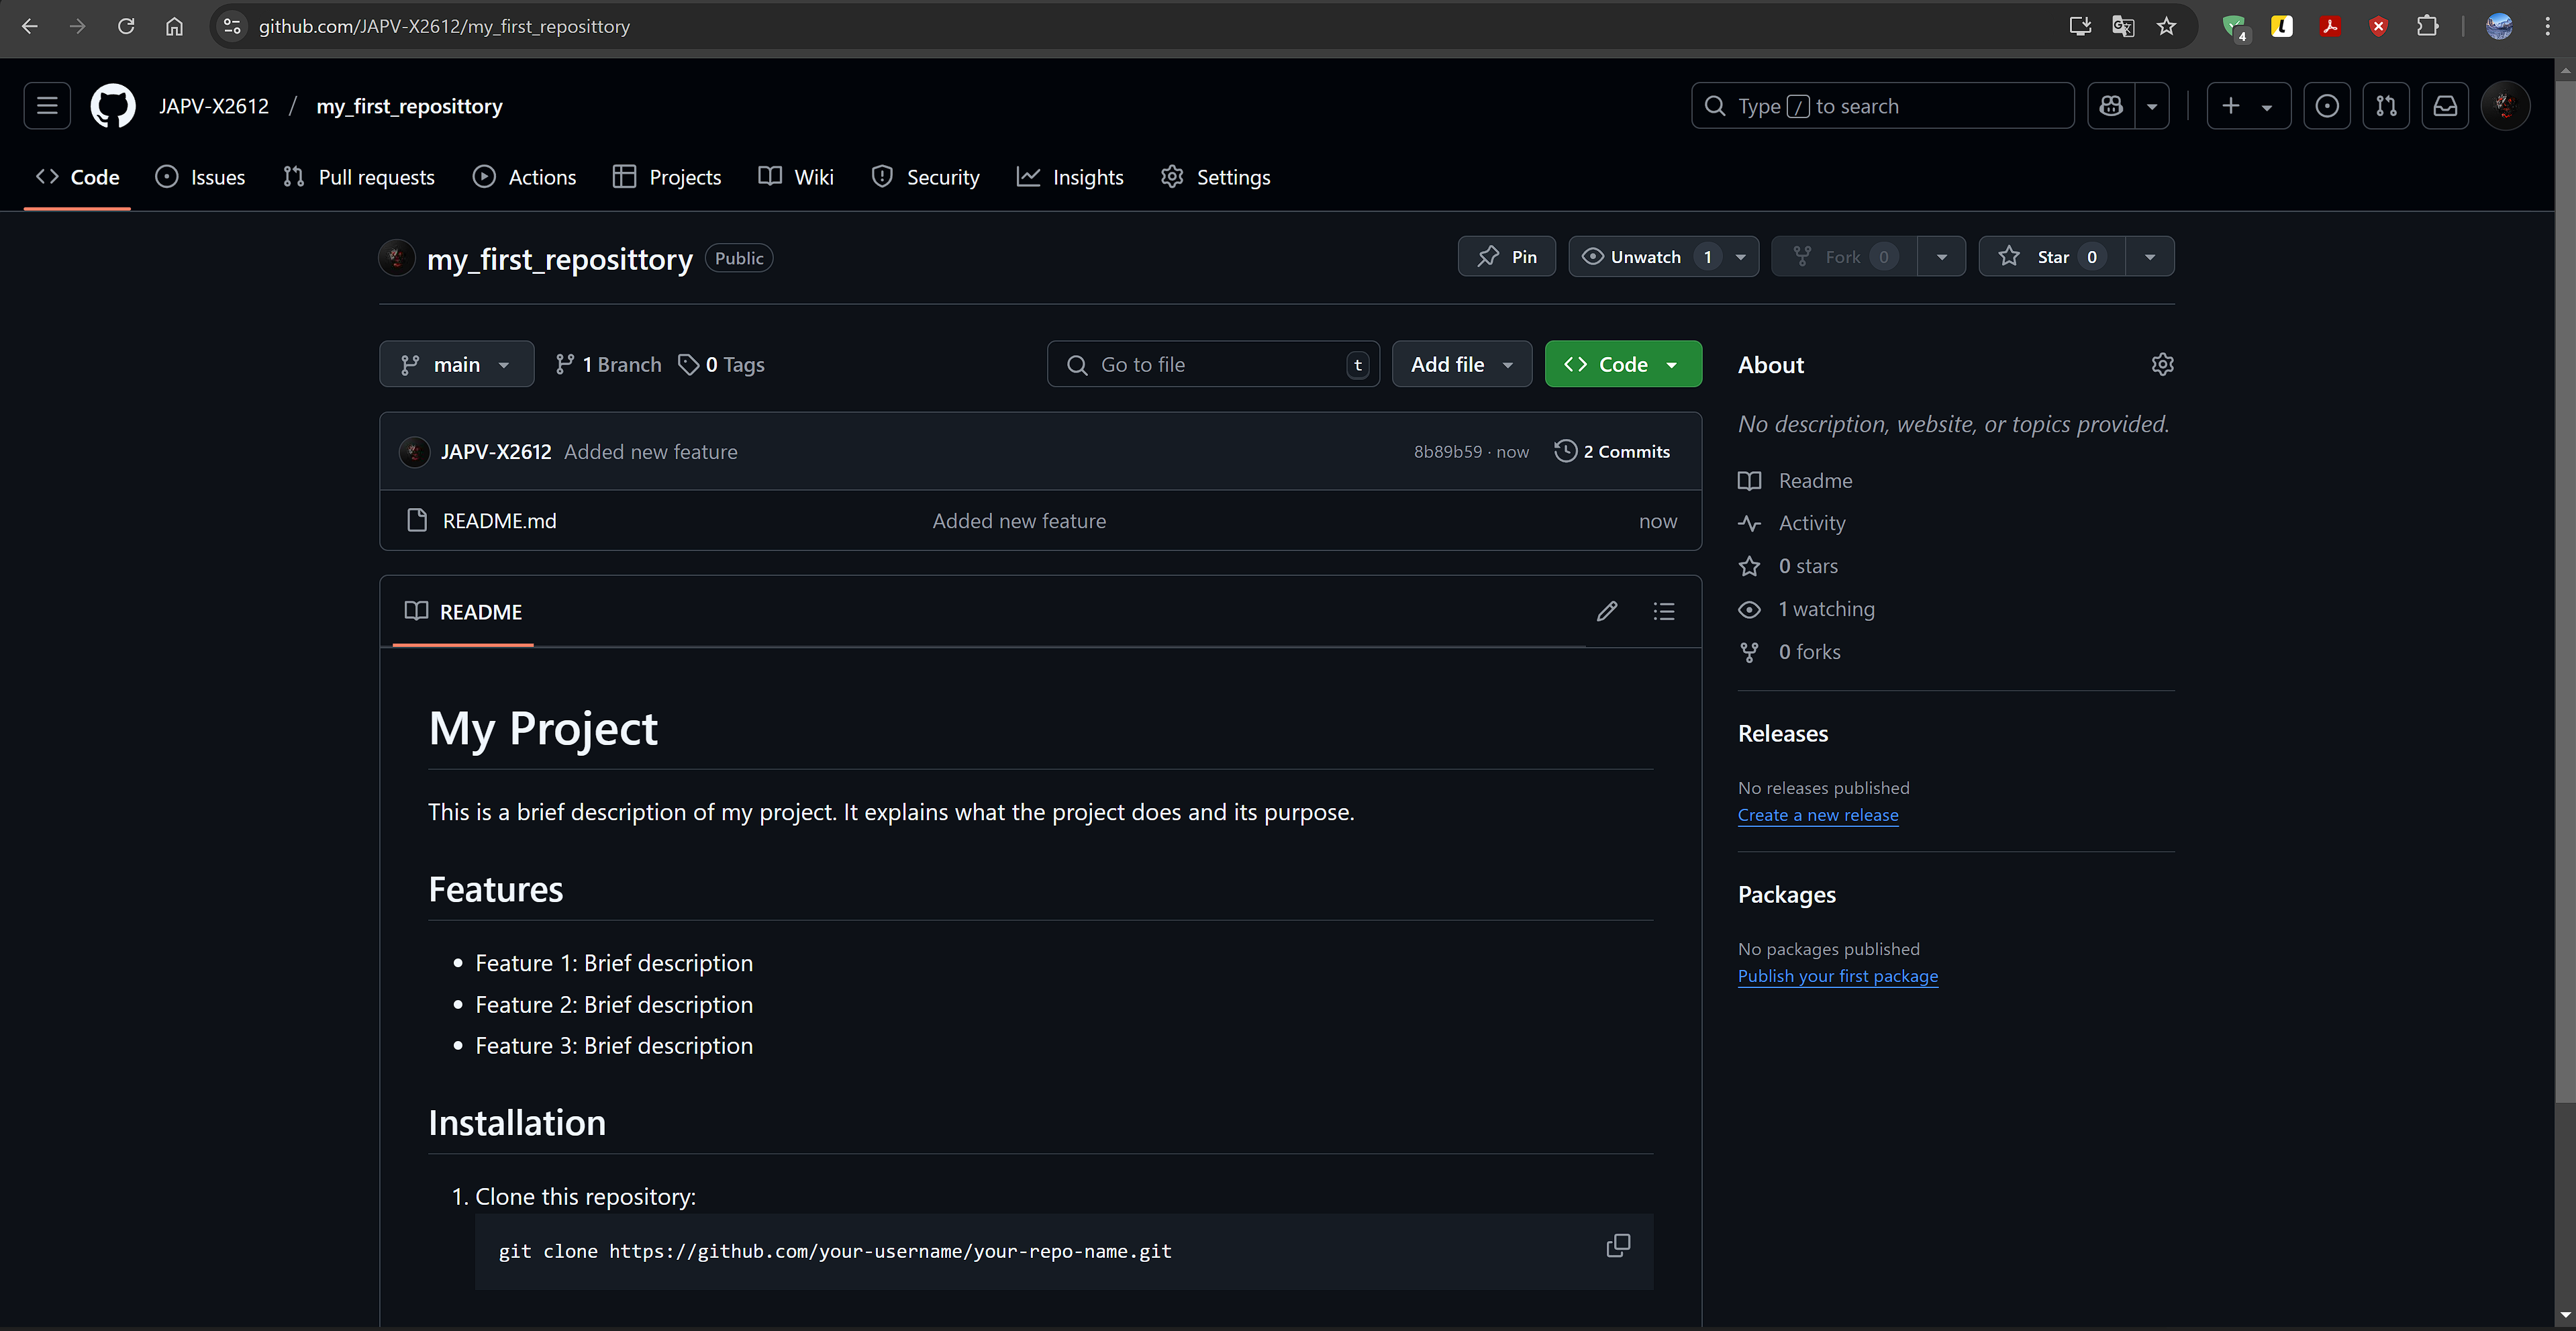 github.com/JAPV-X2612/my_first_reposittory
4
JAPV-X2612 / my_first_reposittory
Type / to search
Code Issues Pull requests Actions Projects Wiki Security Insights Settings
my_first_reposittory Public
Pin Unwatch 1 Fork 0 Star 0
main 1 Branch 0 Tags Go to file t Add file Code
JAPV-X2612 Added new feature 8b89b59 · now 2 Commits
README.md Added new feature now
README
My Project
This is a brief description of my project. It explains what the project does and its purpose.
Features
• Feature 1: Brief description
• Feature 2: Brief description
• Feature 3: Brief description
Installation
1. Clone this repository:
git clone https://github.com/your-username/your-repo-name.git
About
No description, website, or topics provided.
Readme
Activity
0 stars
1 watching
0 forks
Releases
No releases published
Create a new release
Packages
No packages published
Publish your first package